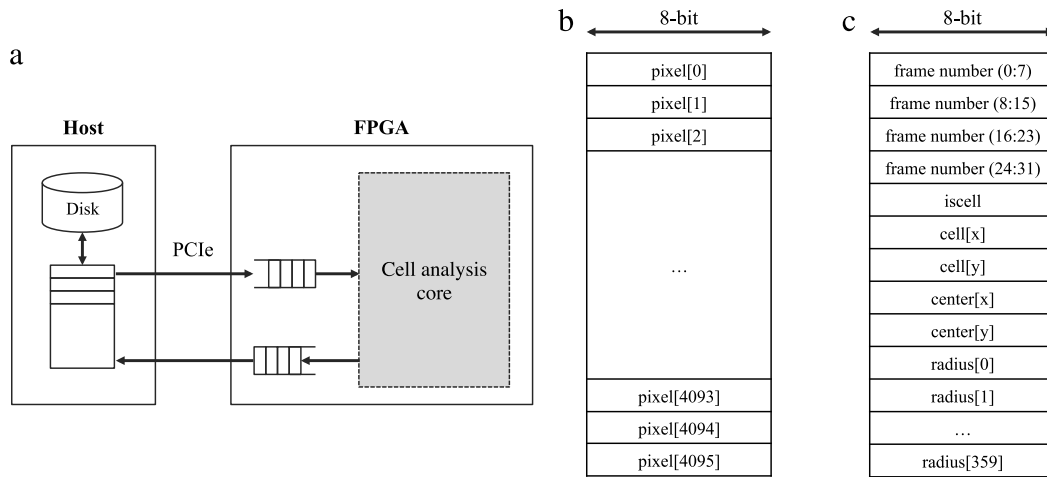 a
Host
FPGA
Disk
PCIe
Cell analysis
core
b
8-bit
pixel[0]
pixel[1]
pixel[2]
...
pixel[4093]
pixel[4094]
pixel[4095]
c
8-bit
frame number (0:7)
frame number (8:15)
frame number (16:23)
frame number (24:31)
iscell
cell[x]
cell[y]
center[x]
center[y]
radius[0]
radius[1]
...
radius[359]